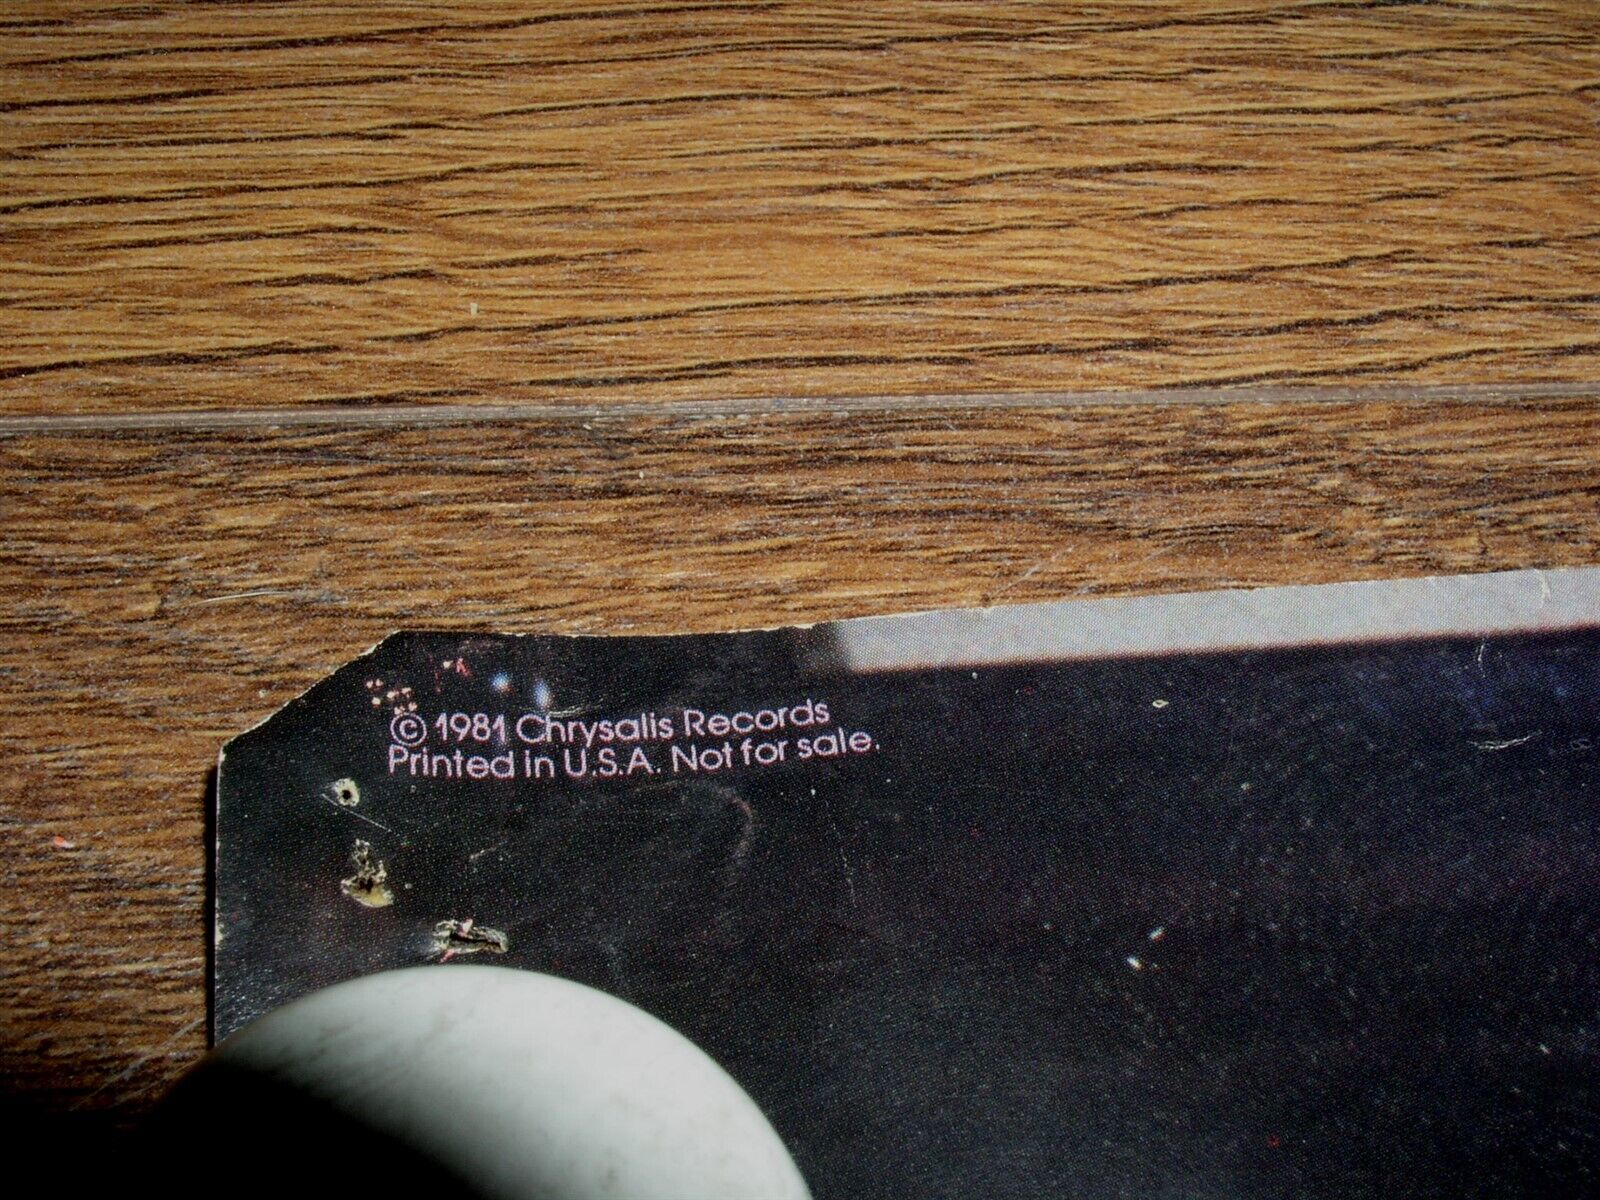 © 1981 Chrysalis Records
Printed in U.S.A. Not for sale.